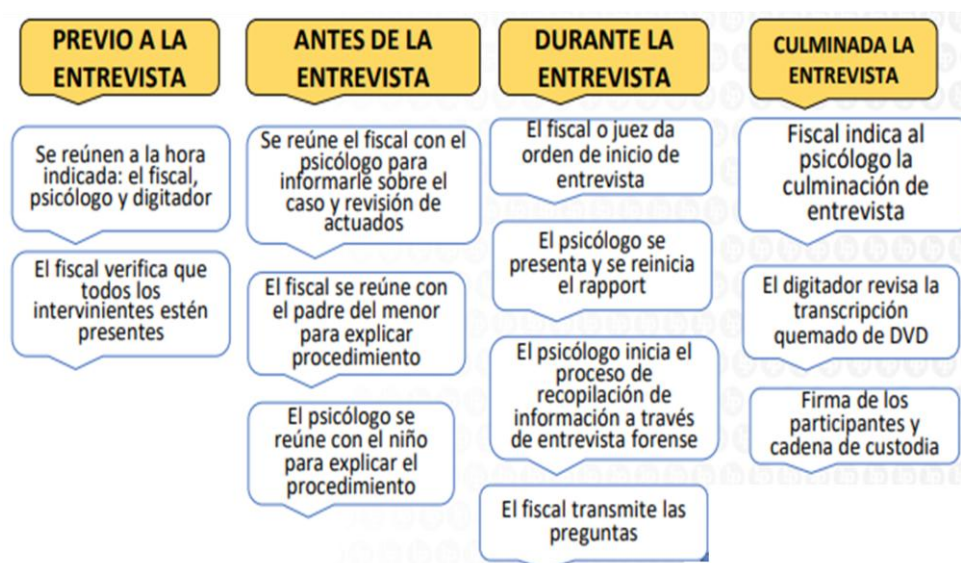 PREVIO A LA
ENTREVISTA
Se reúnen a la hora
indicada: el fiscal,
psicólogo y digitador
El fiscal verifica que
todos los
intervinientes estén
presentes
ANTES DE LA
ENTREVISTA
Se reúne el fiscal con el
psicólogo para
informarle sobre el
caso y revisión de
actuados
El fiscal se reúne con
el padre del menor
para explicar
procedimiento
El psicólogo se
reúne con el niño
para explicar el
procedimiento
DURANTE LA
ENTREVISTA
El fiscal o juez da
orden de inicio de
entrevista
El psicólogo se
presenta y se reinicia
el rapport
El psicólogo inicia el
proceso de
recopilación de
información a través
de entrevista forense
El fiscal transmite las
preguntas
CULMINADA LA
ENTREVISTA
Fiscal indica al
psicólogo la
culminación de
entrevista
El digitador revisa la
transcripción
quemado de DVD
Firma de los
participantes y
cadena de custodia